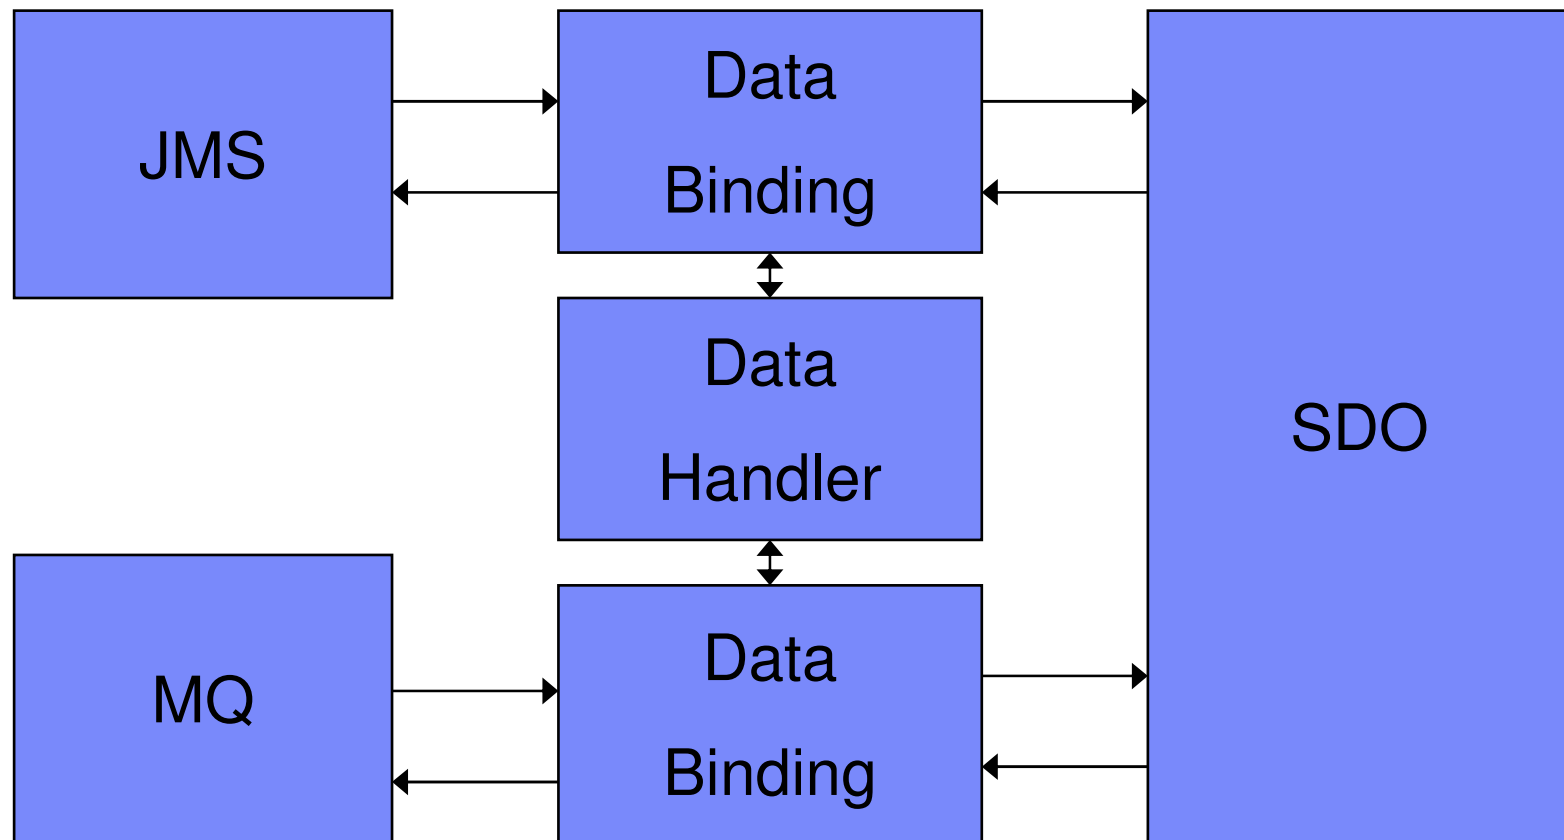 JMS
Data
Binding
Data
Handler
SDO
MQ
Data
Binding